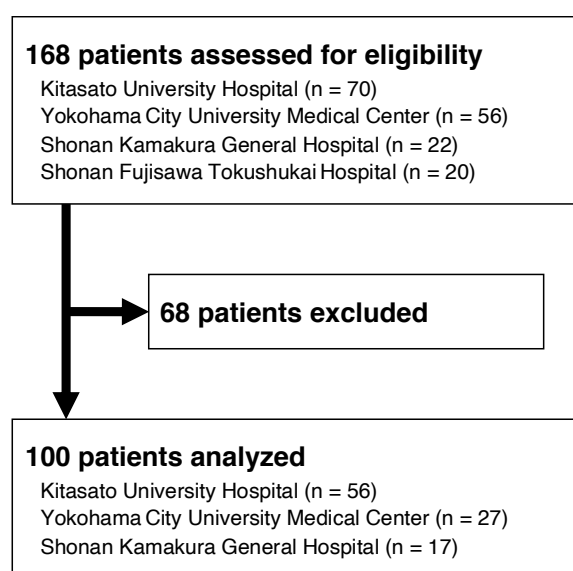 168 patients assessed for eligibility
Kitasato University Hospital (n = 70)
Yokohama City University Medical Center (n = 56)
Shonan Kamakura General Hospital (n = 22)
Shonan Fujisawa Tokushukai Hospital (n = 20)
68 patients excluded
100 patients analyzed
Kitasato University Hospital (n = 56)
Yokohama City University Medical Center (n = 27)
Shonan Kamakura General Hospital (n = 17)